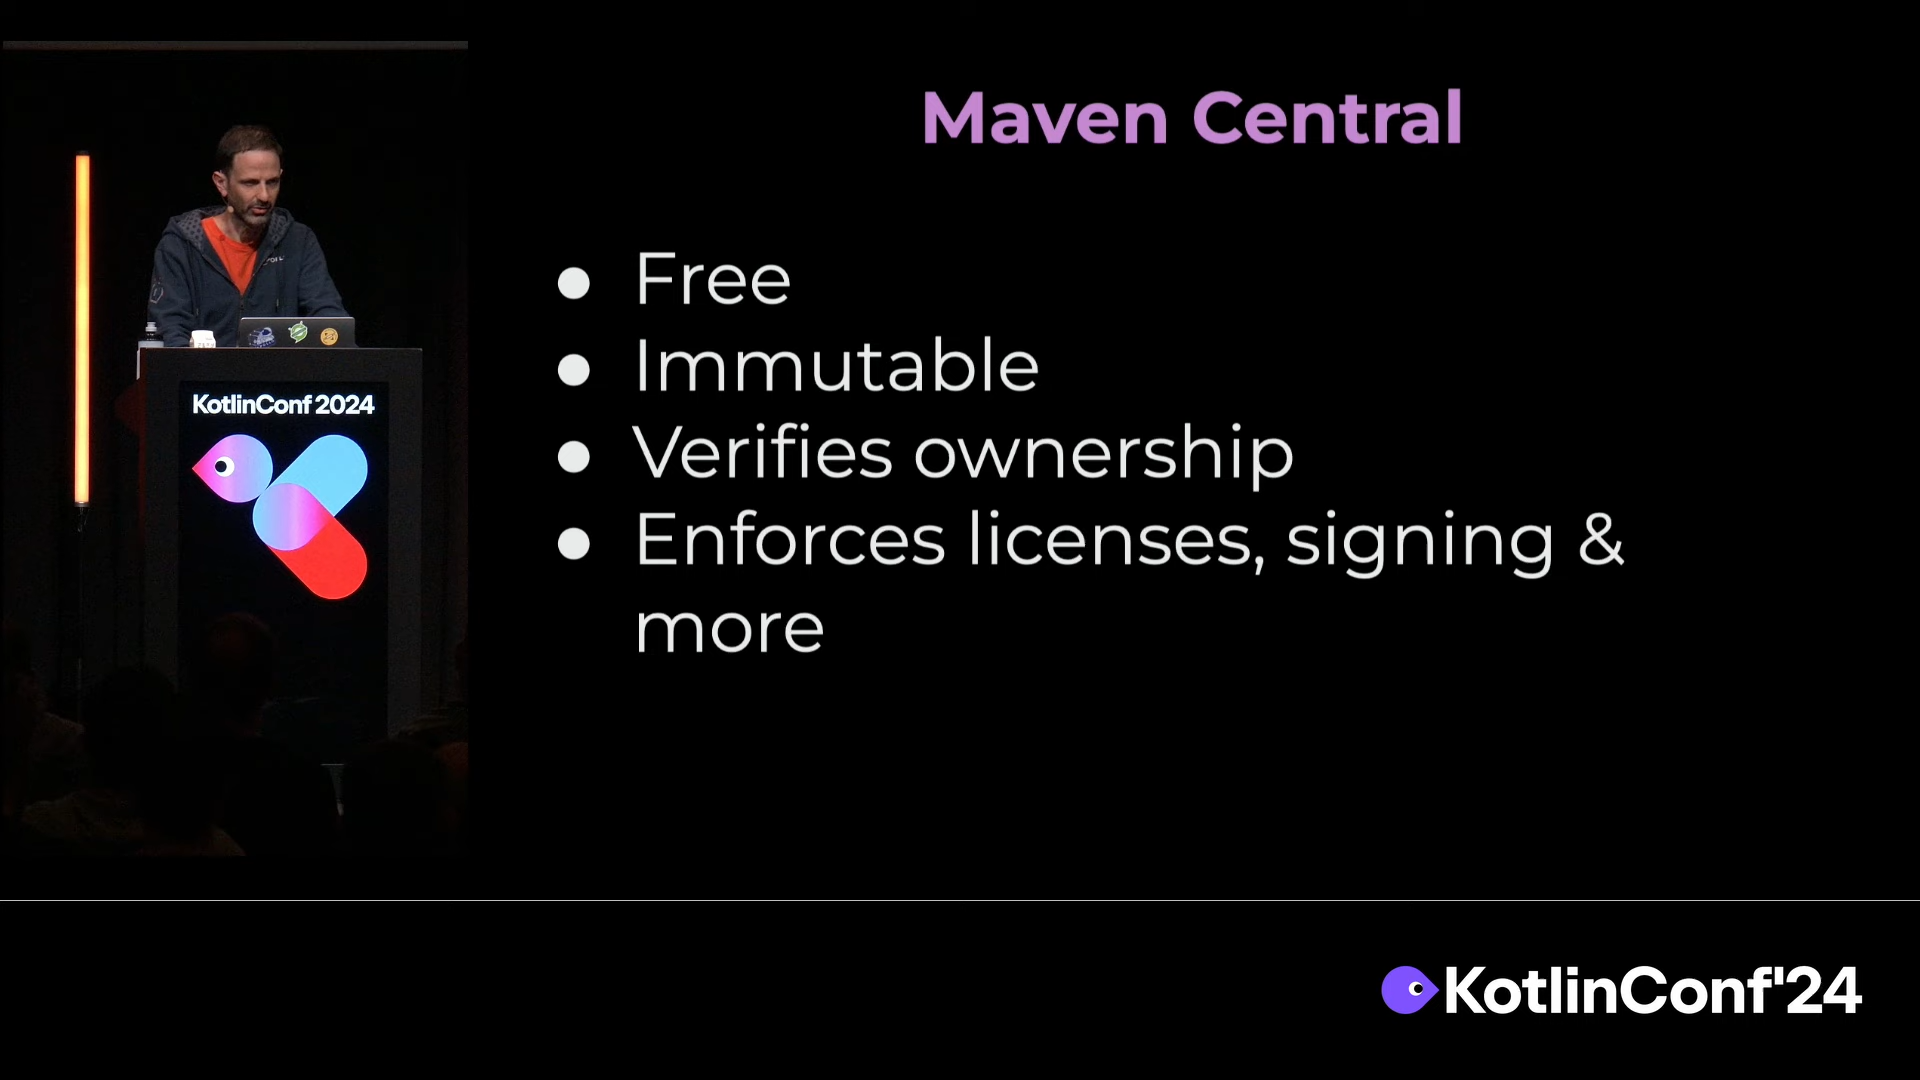 Maven Central
Free
Immutable
Verifies ownership
Enforces licenses, signing &
more
KotlinConf 2024
KotlinConf'24